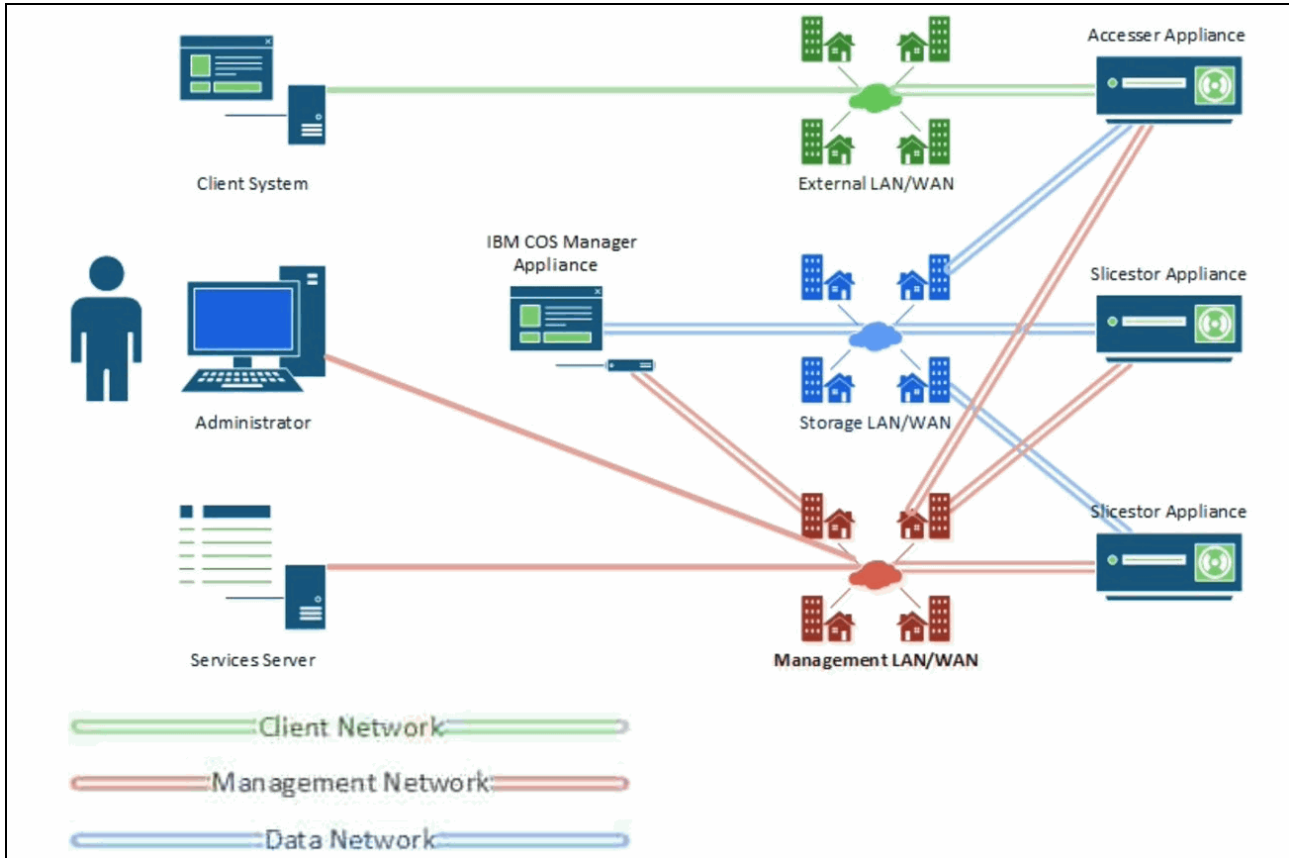 Accesser Appliance
Client System
External LAN/WAN
IBM COS Manager
Appliance
Slicestor Appliance
Administrator
Storage LAN/WAN
Slicestor Appliance
Services Server
Management LAN/WAN
Client Network
Management Network
Data Network